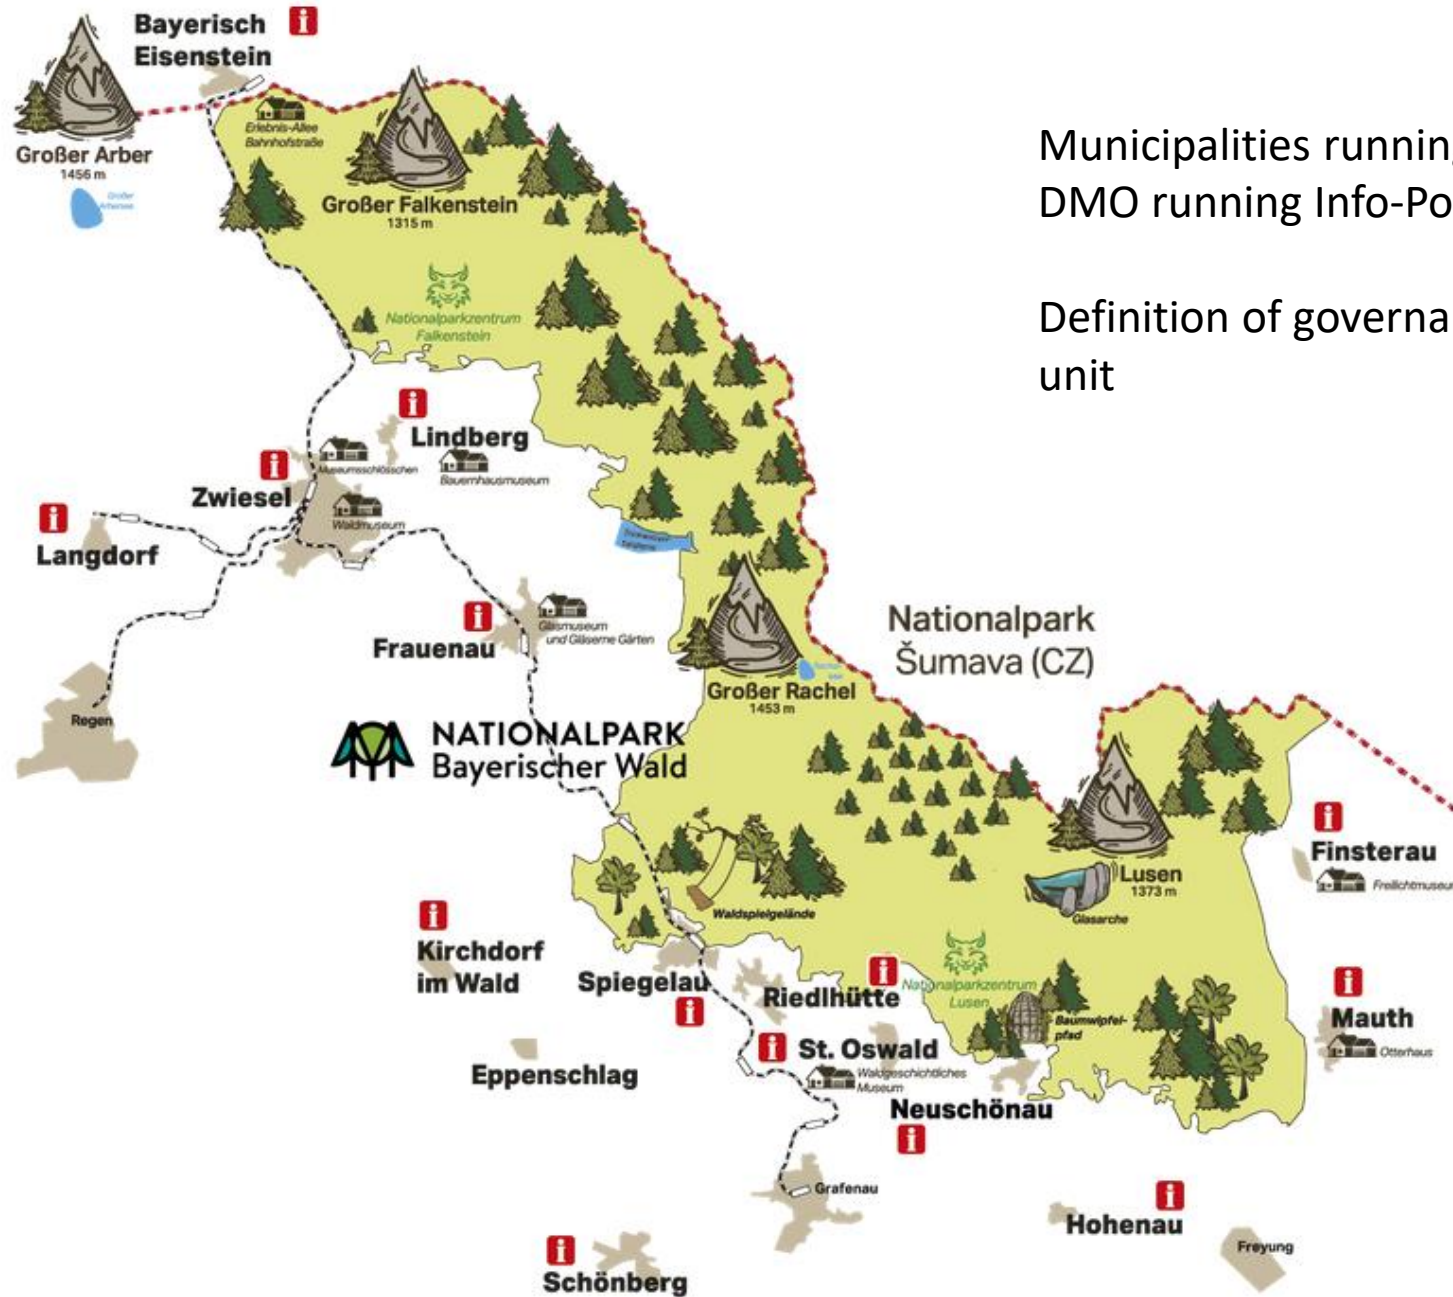 Bayerisch
Eisenstein
Großer Arber
1456 m
Großer
Erlebnis-Allee
Bahnhofstraße
Großer Falkenstein
1315 m
Nationalparkzentrum
Falkenstein
Municipalities running
DMO running Info-Po
Definition of governa
unit
Lindberg
Bauernhausmuseum
Museumsschlösschen
Zwiesel
Waldmuseum
Langdorf
Frauenau
Glasmuseum
und Gläserne Gärten
Regen
Nationalpark
Šumava (CZ)
Großer Rachel
1453 m
NATIONALPARK
Bayerischer Wald
Waldspielgelände
Lusen
1373 m
Glasarche
Finsterau
Freilichtmuseum
Kirchdorf
im Wald
Spiegelau
Riedlhütte
Nationalparkzentrum
Lusen
Baumwipfel-
pfad
Mauth
Otterhaus
Eppenschlag
St. Oswald
Waldgeschichtliches
Museum
Neuschönau
Grafenau
Hohenau
Freyung
Schönberg